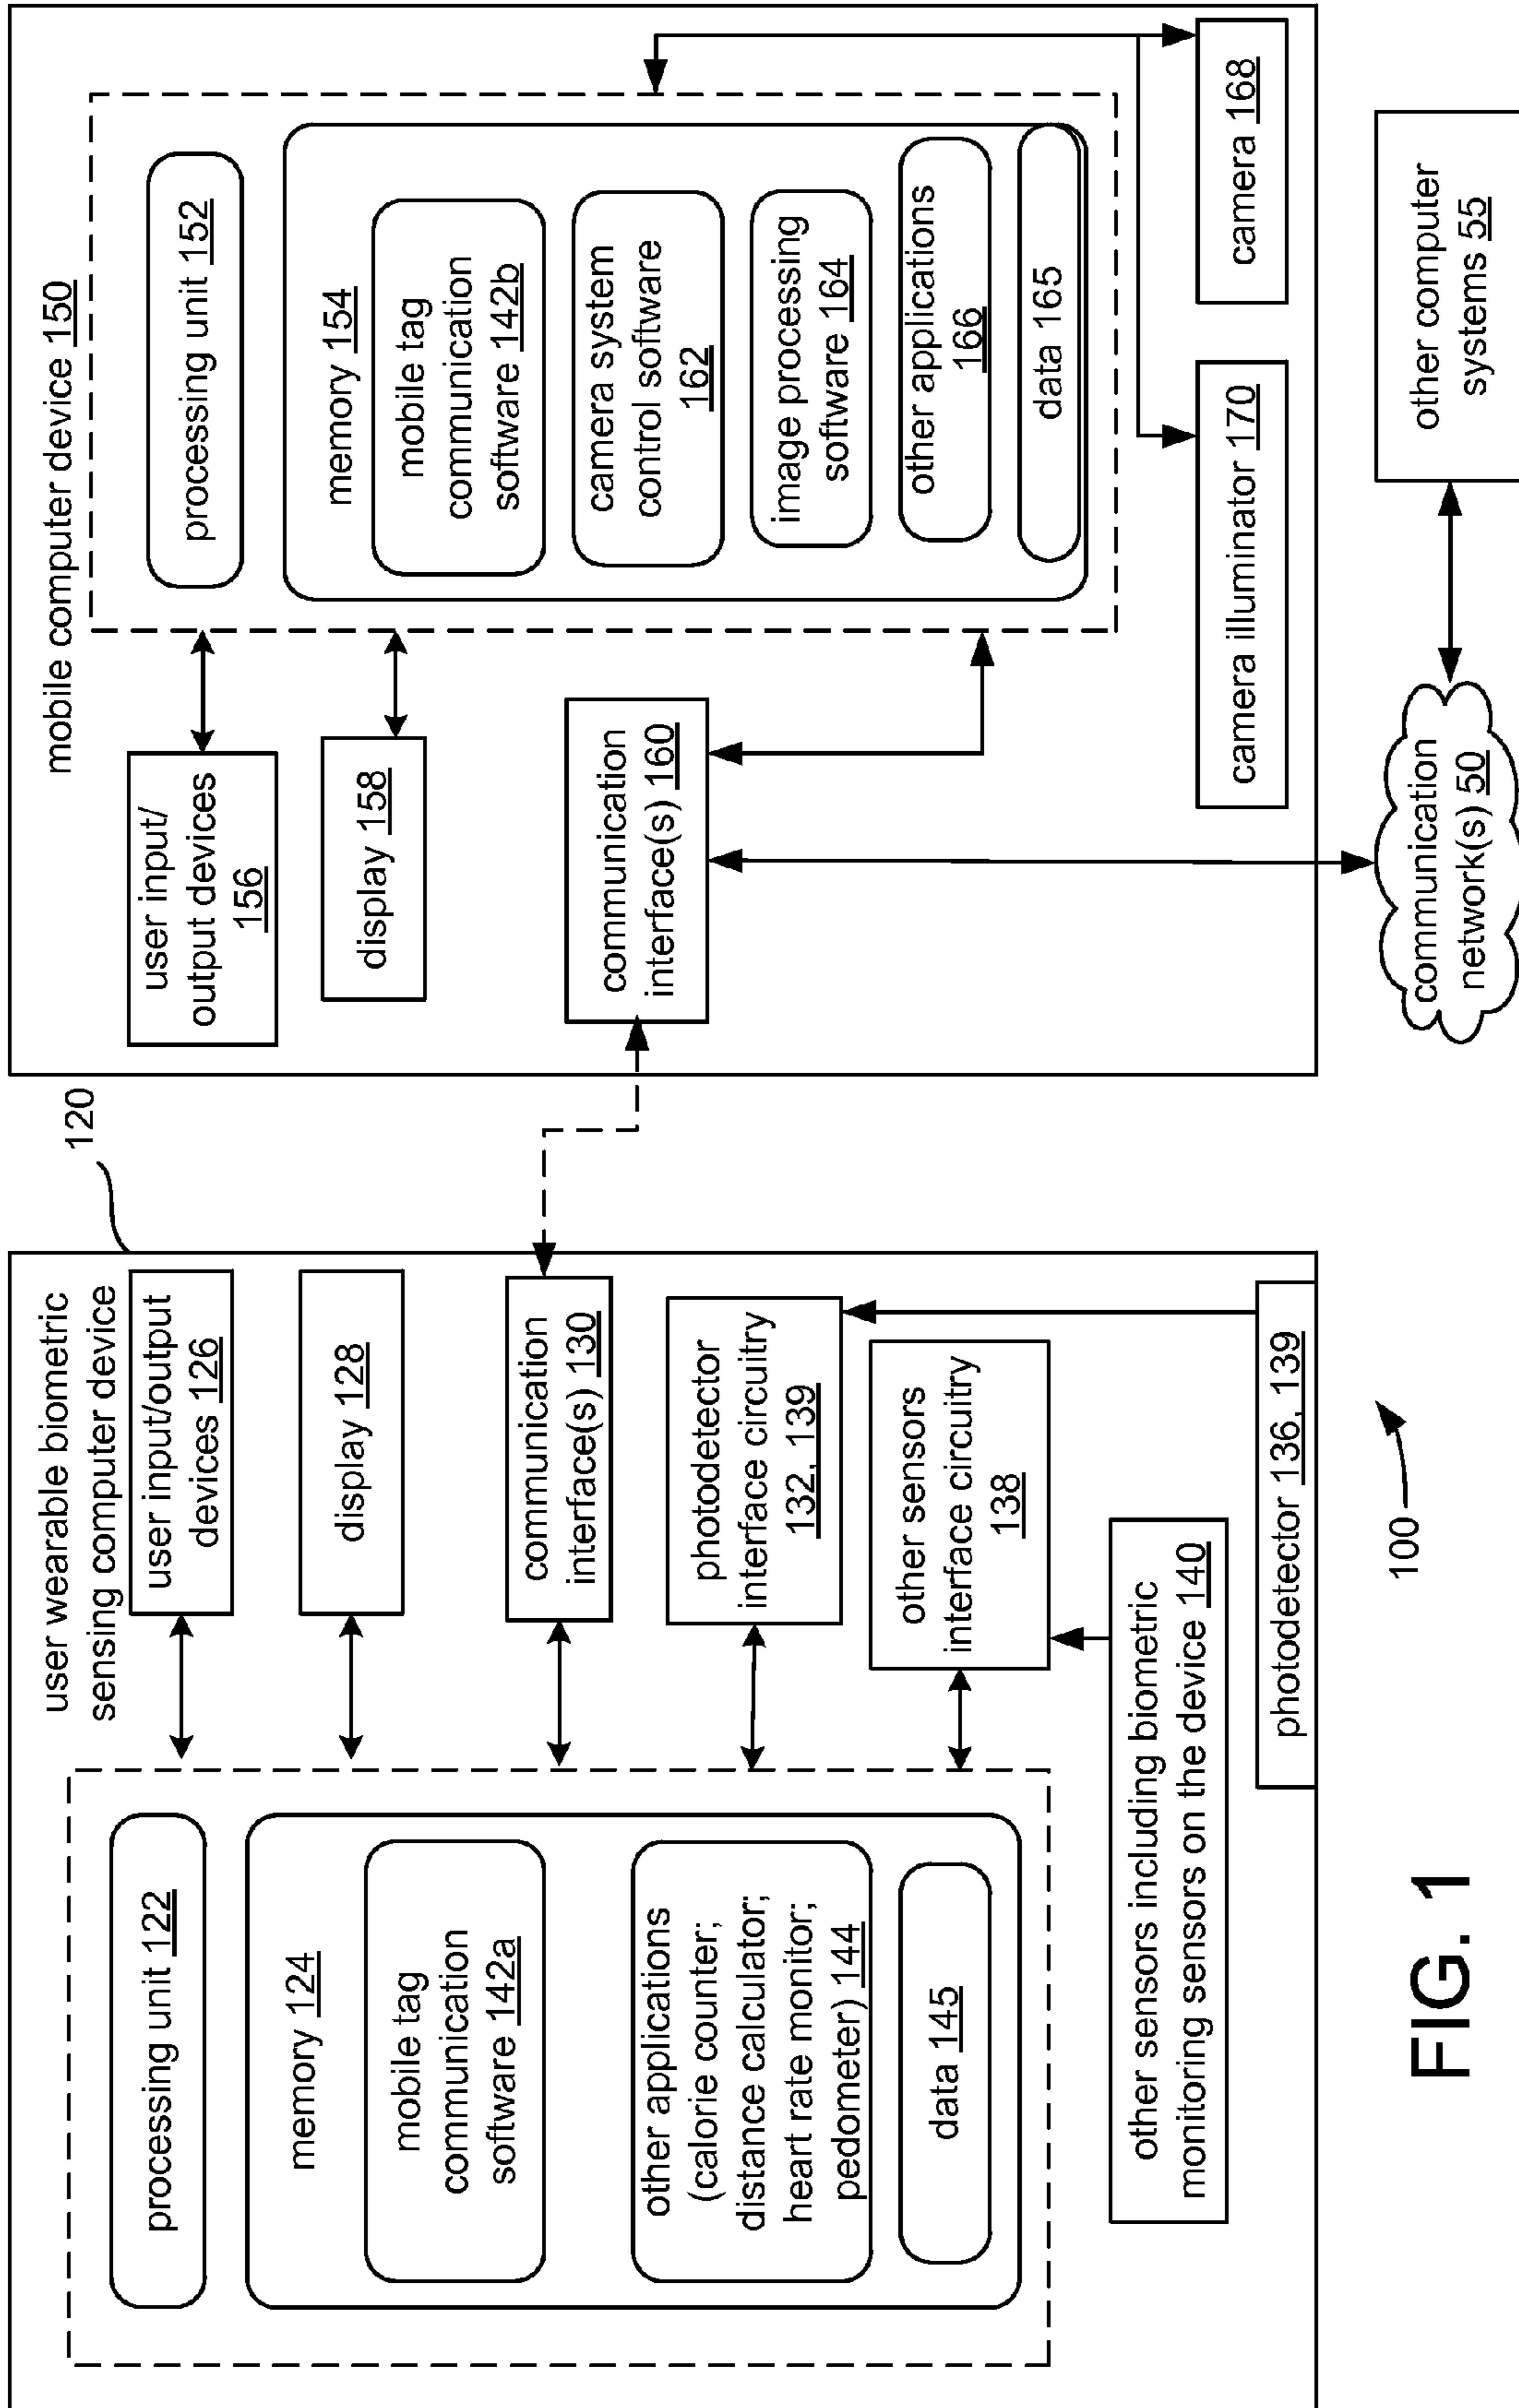 user wearable biometric
sensing computer device
120
processing unit 122
memory 124
mobile tag
communication
software 142a
other applications
(calorie counter;
distance calculator;
heart rate monitor;
pedometer) 144
data 145
user input/output
devices 126
display 128
communication
interface(s) 130
photodetector
interface circuitry
132, 139
other sensors
interface circuitry
138
other sensors including biometric
monitoring sensors on the device 140
photodetector 136, 139
mobile computer device 150
user input/
output devices
156
display 158
communication
interface(s) 160
processing unit 152
memory 154
mobile tag
communication
software 142b
camera system
control software
162
image processing
software 164
other applications
166
data 165
camera illuminator 170
camera 168
communication
network(s) 50
other computer
systems 55
100
FIG. 1